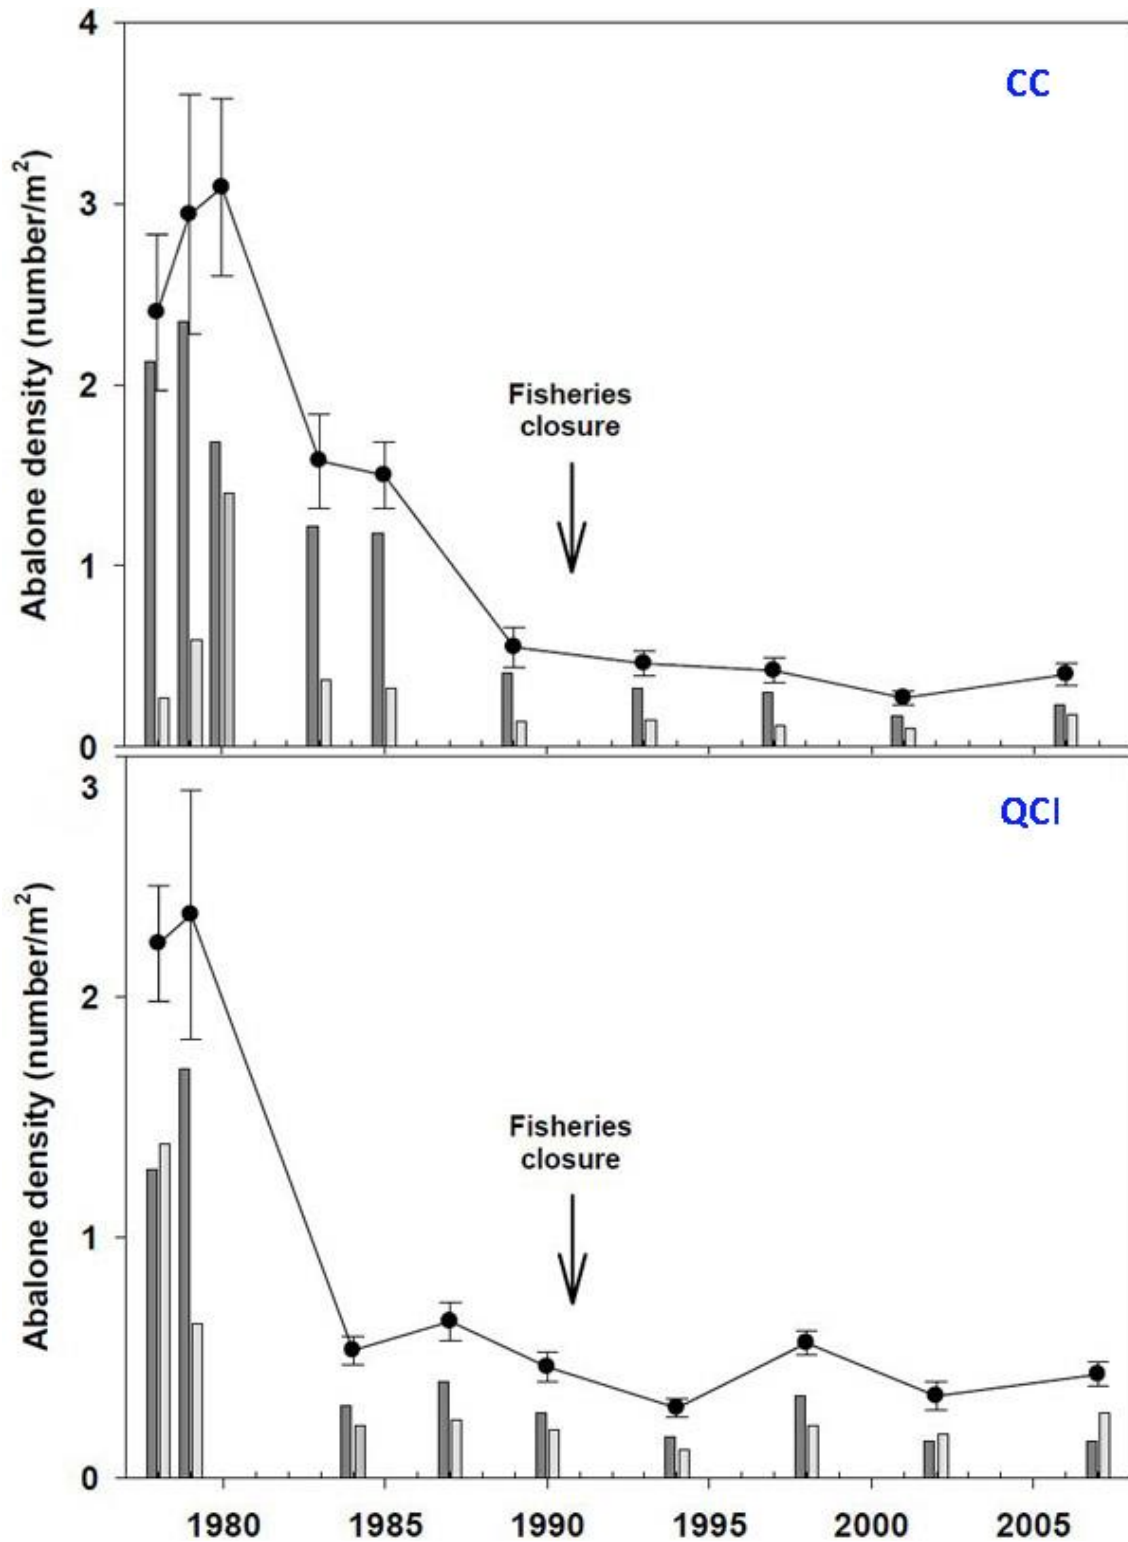 4
CC
3
Abalone density (number/m²)
2
Fisheries
closure
1
0
3
QCI
Abalone density (number/m²)
2
Fisheries
closure
1
0
1980 1985 1990 1995 2000 2005